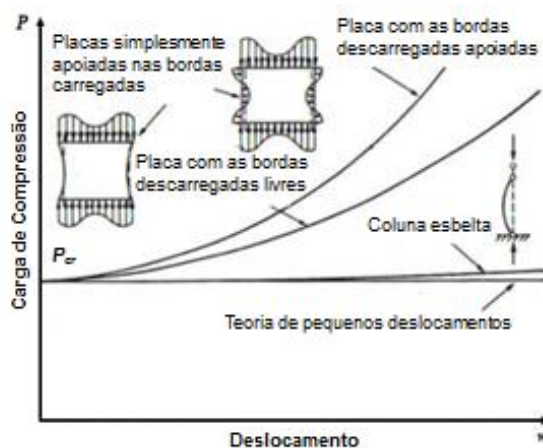 P
Placas simplesmente
apoiadas nas bordas
carregadas
Placa com as bordas
descarregadas apoiadas
Placa com as bordas
descarregadas livres
Carga de Compressão
Pcr
Coluna esbelta
Teoria de pequenos deslocamentos
Deslocamento